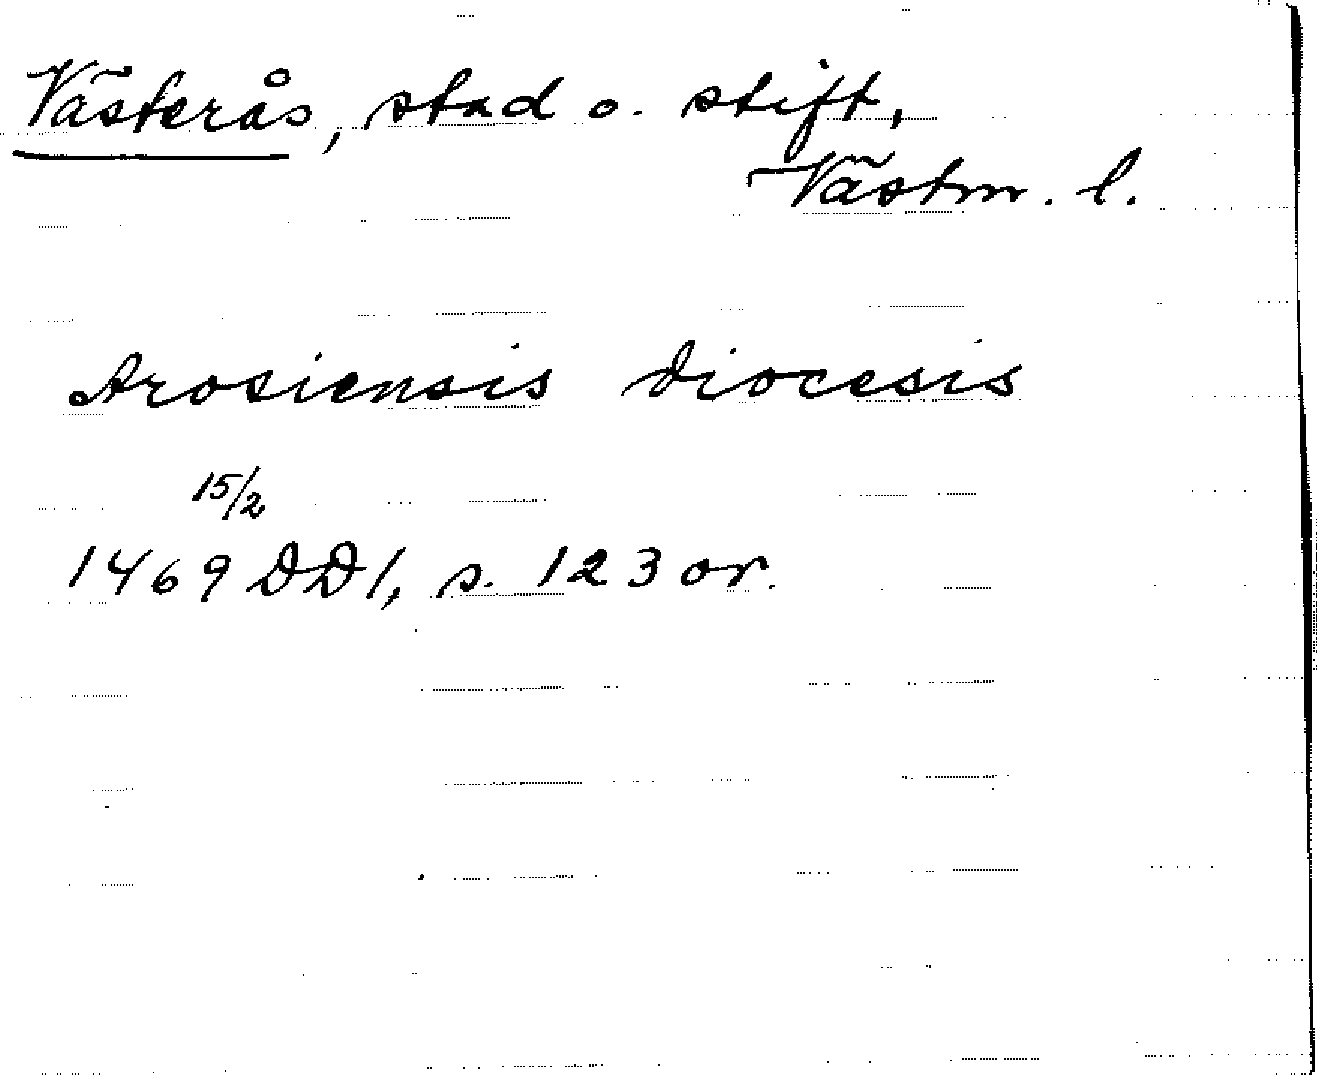 Västerås, stad o. stift,
Västm. l.
Arosiensis diocesis
15/2
1469 DD1, s. 123 or.